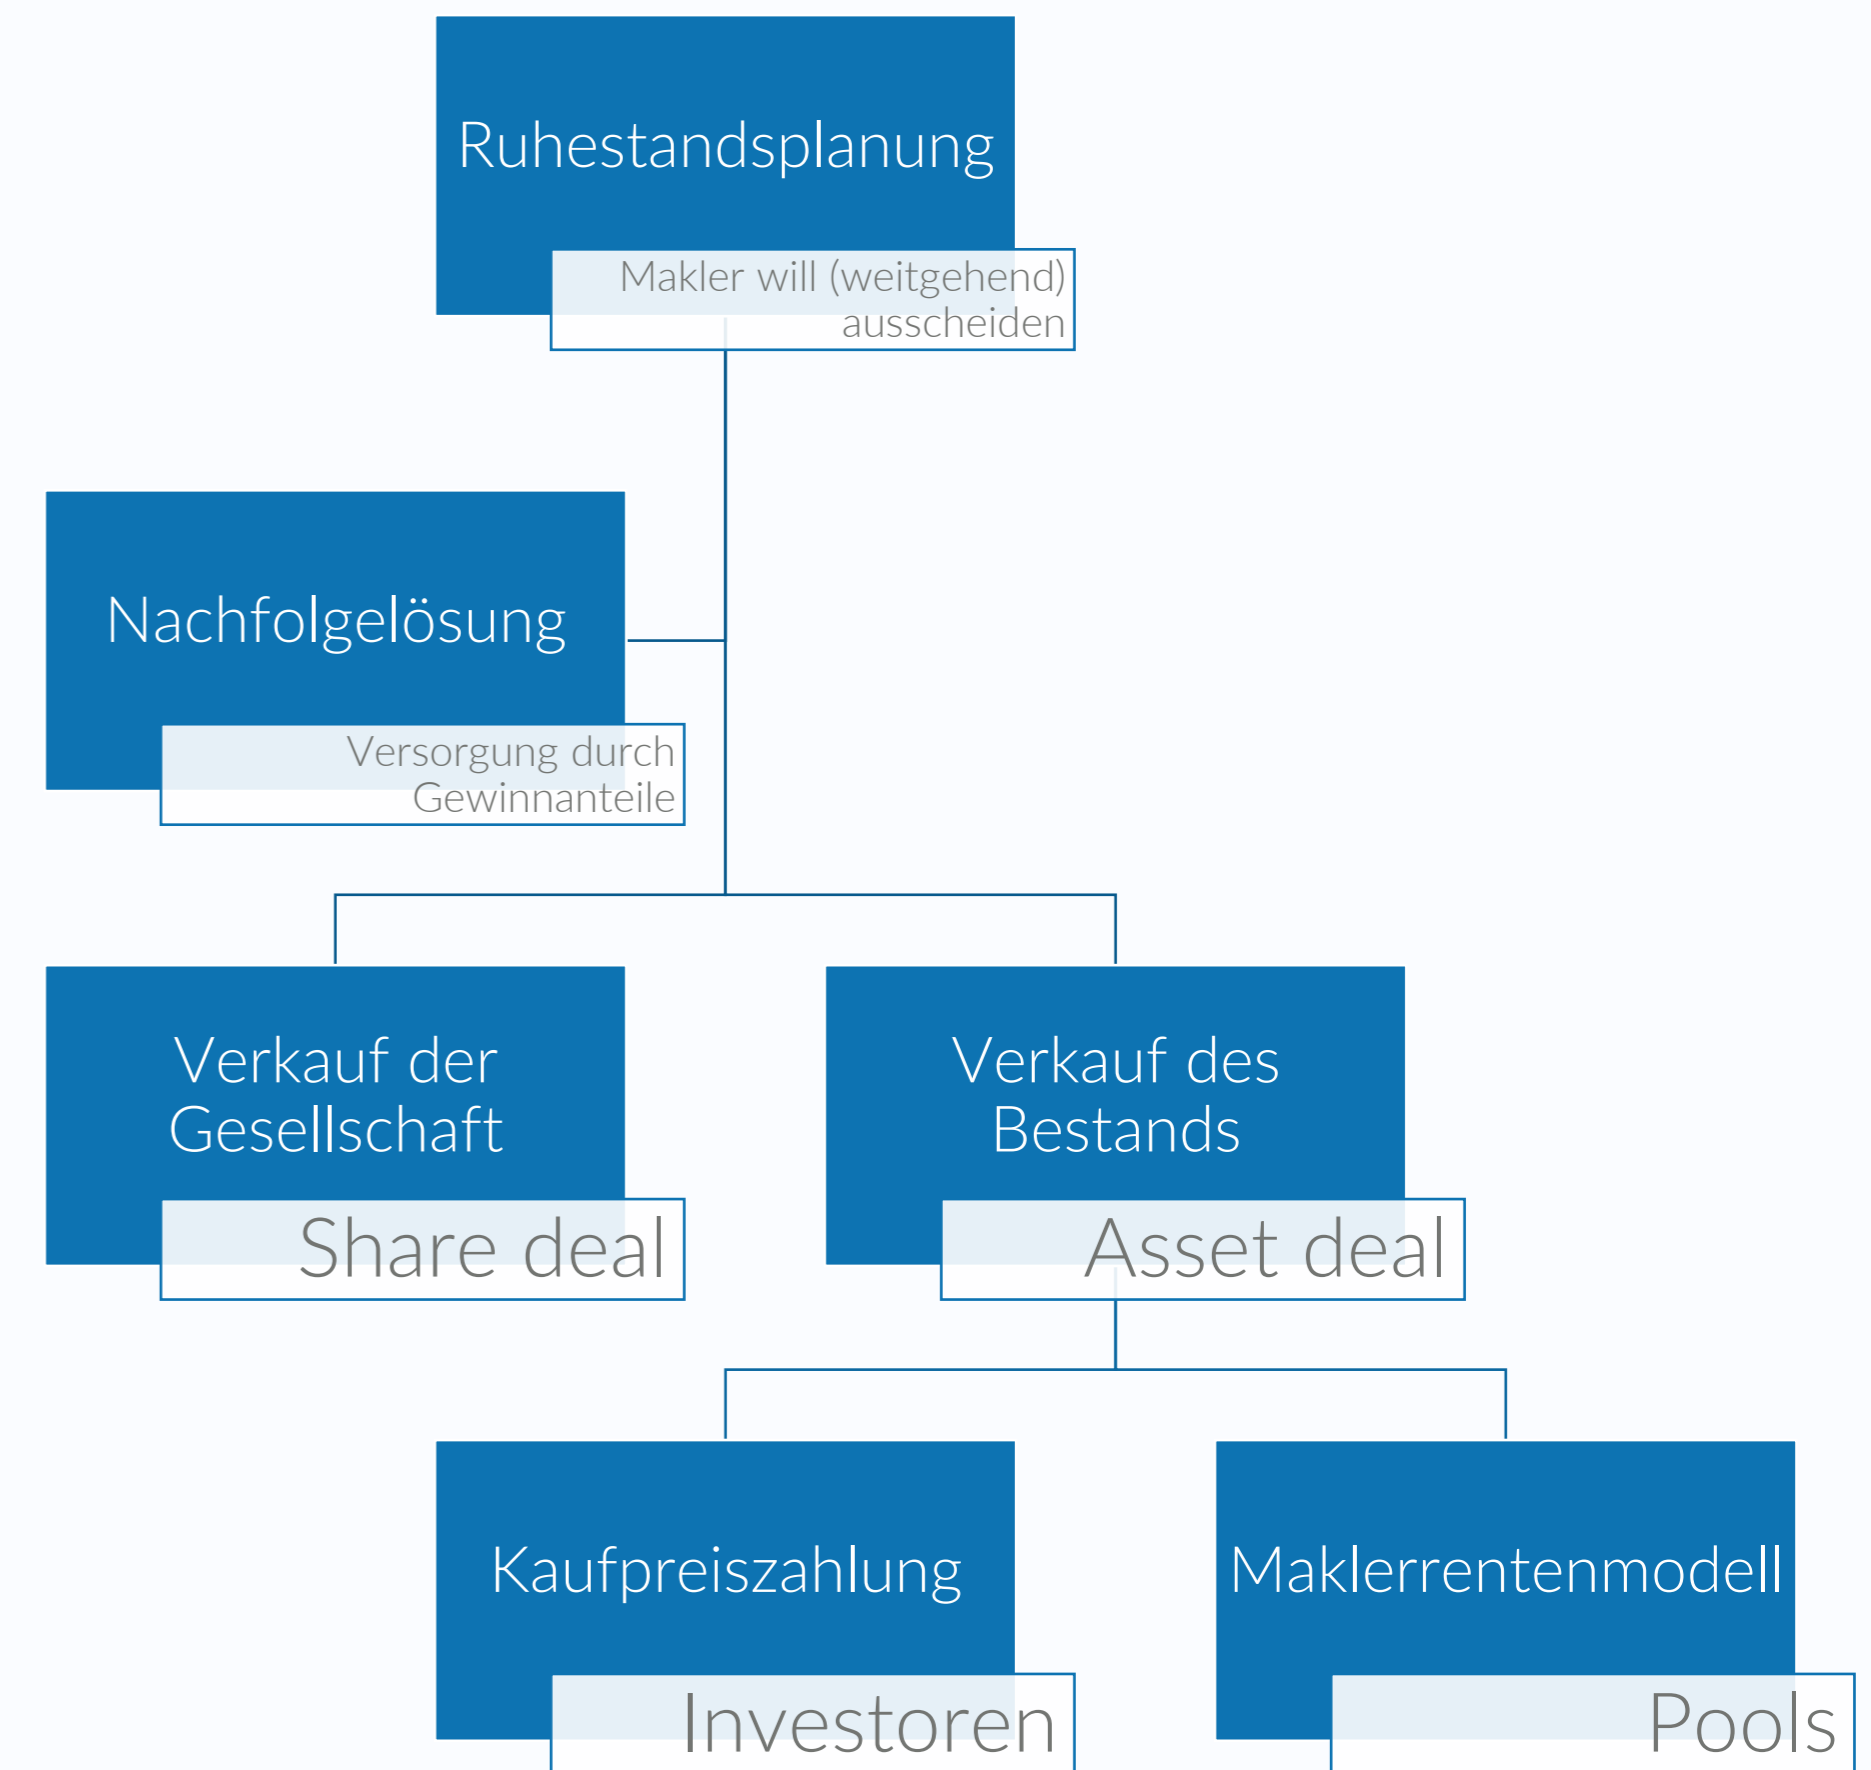 Ruhestandsplanung
Makler will (weitgehend)
ausscheiden
Nachfolgelösung
Versorgung durch
Gewinnanteile
Verkauf der
Gesellschaft
Share deal
Verkauf des
Bestands
Asset deal
Kaufpreiszahlung
Investoren
Maklerrentenmodell
Pools